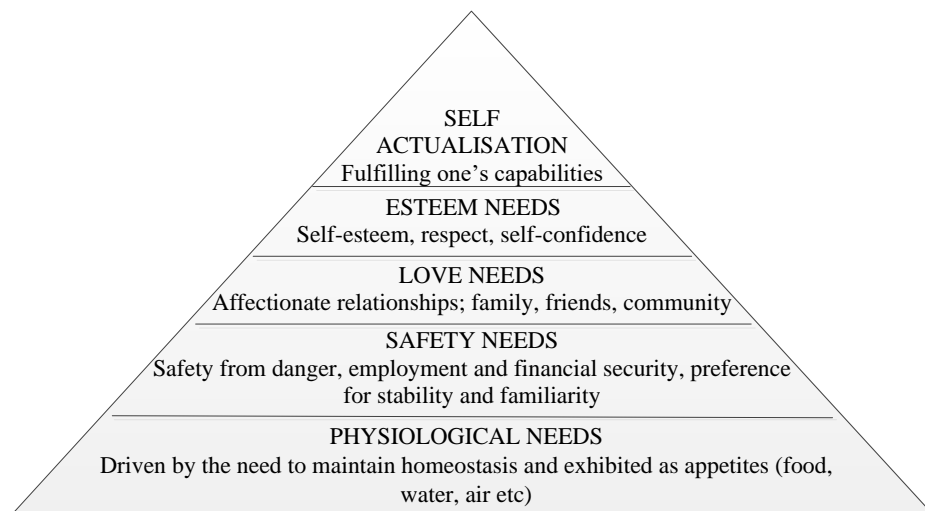 SELF
ACTUALISATION
Fulfilling one’s capabilities
ESTEEM NEEDS
Self-esteem, respect, self-confidence
LOVE NEEDS
Affectionate relationships; family, friends, community
SAFETY NEEDS
Safety from danger, employment and financial security, preference
for stability and familiarity
PHYSIOLOGICAL NEEDS
Driven by the need to maintain homeostasis and exhibited as appetites (food,
water, air etc)